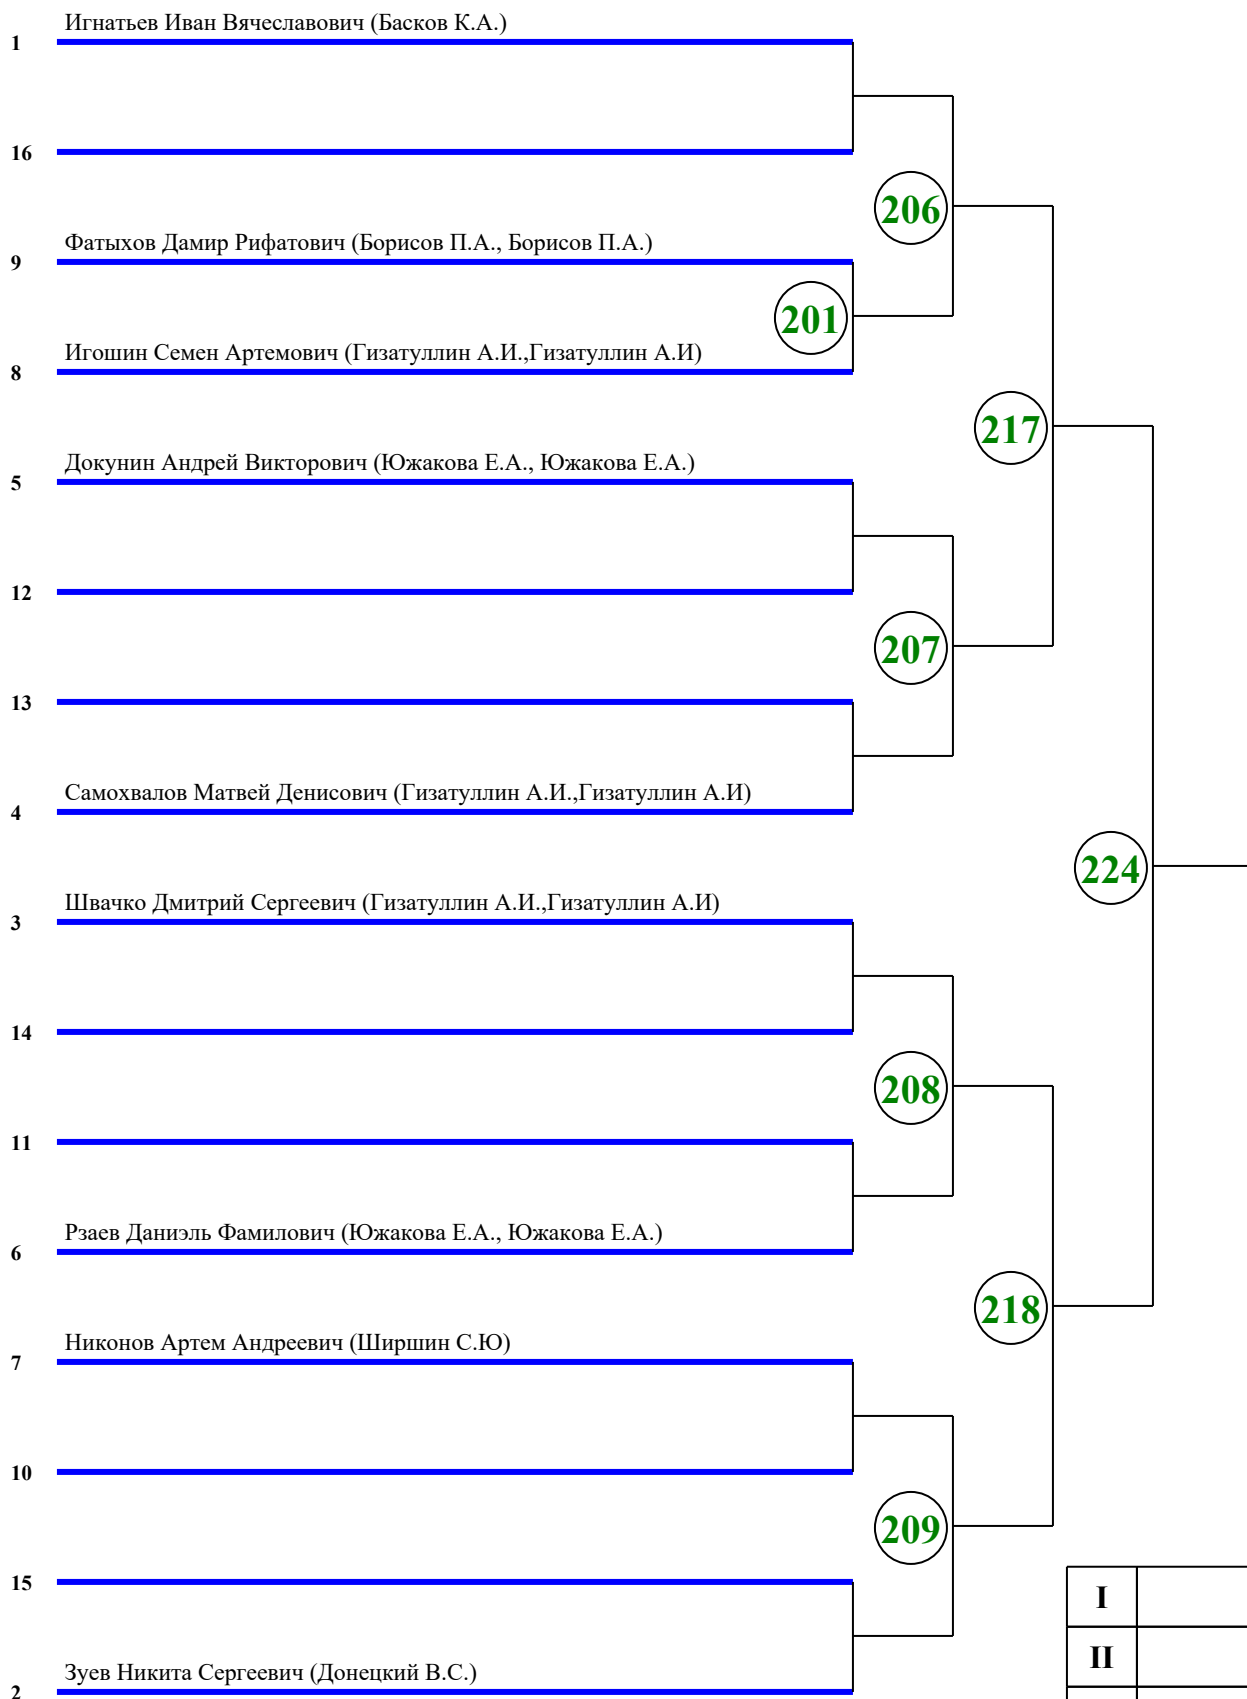 Игнатьев Иван Вячеславович (Басков К.А.)
1
16
206
Фатыхов Дамир Рифатович (Борисов П.А., Борисов П.А.)
9
201
Игошин Семен Артемович (Гизатуллин А.И.,Гизатуллин А.И)
8
217
Докунин Андрей Викторович (Южакова Е.А., Южакова Е.А.)
5
12
207
13
Самохвалов Матвей Денисович (Гизатуллин А.И.,Гизатуллин А.И)
4
224
Швачко Дмитрий Сергеевич (Гизатуллин А.И.,Гизатуллин А.И)
3
14
208
11
Рзаев Даниэль Фамилович (Южакова Е.А., Южакова Е.А.)
6
218
Никонов Артем Андреевич (Ширшин С.Ю)
7
10
209
15
I
II
Зуев Никита Сергеевич (Донецкий В.С.)
2